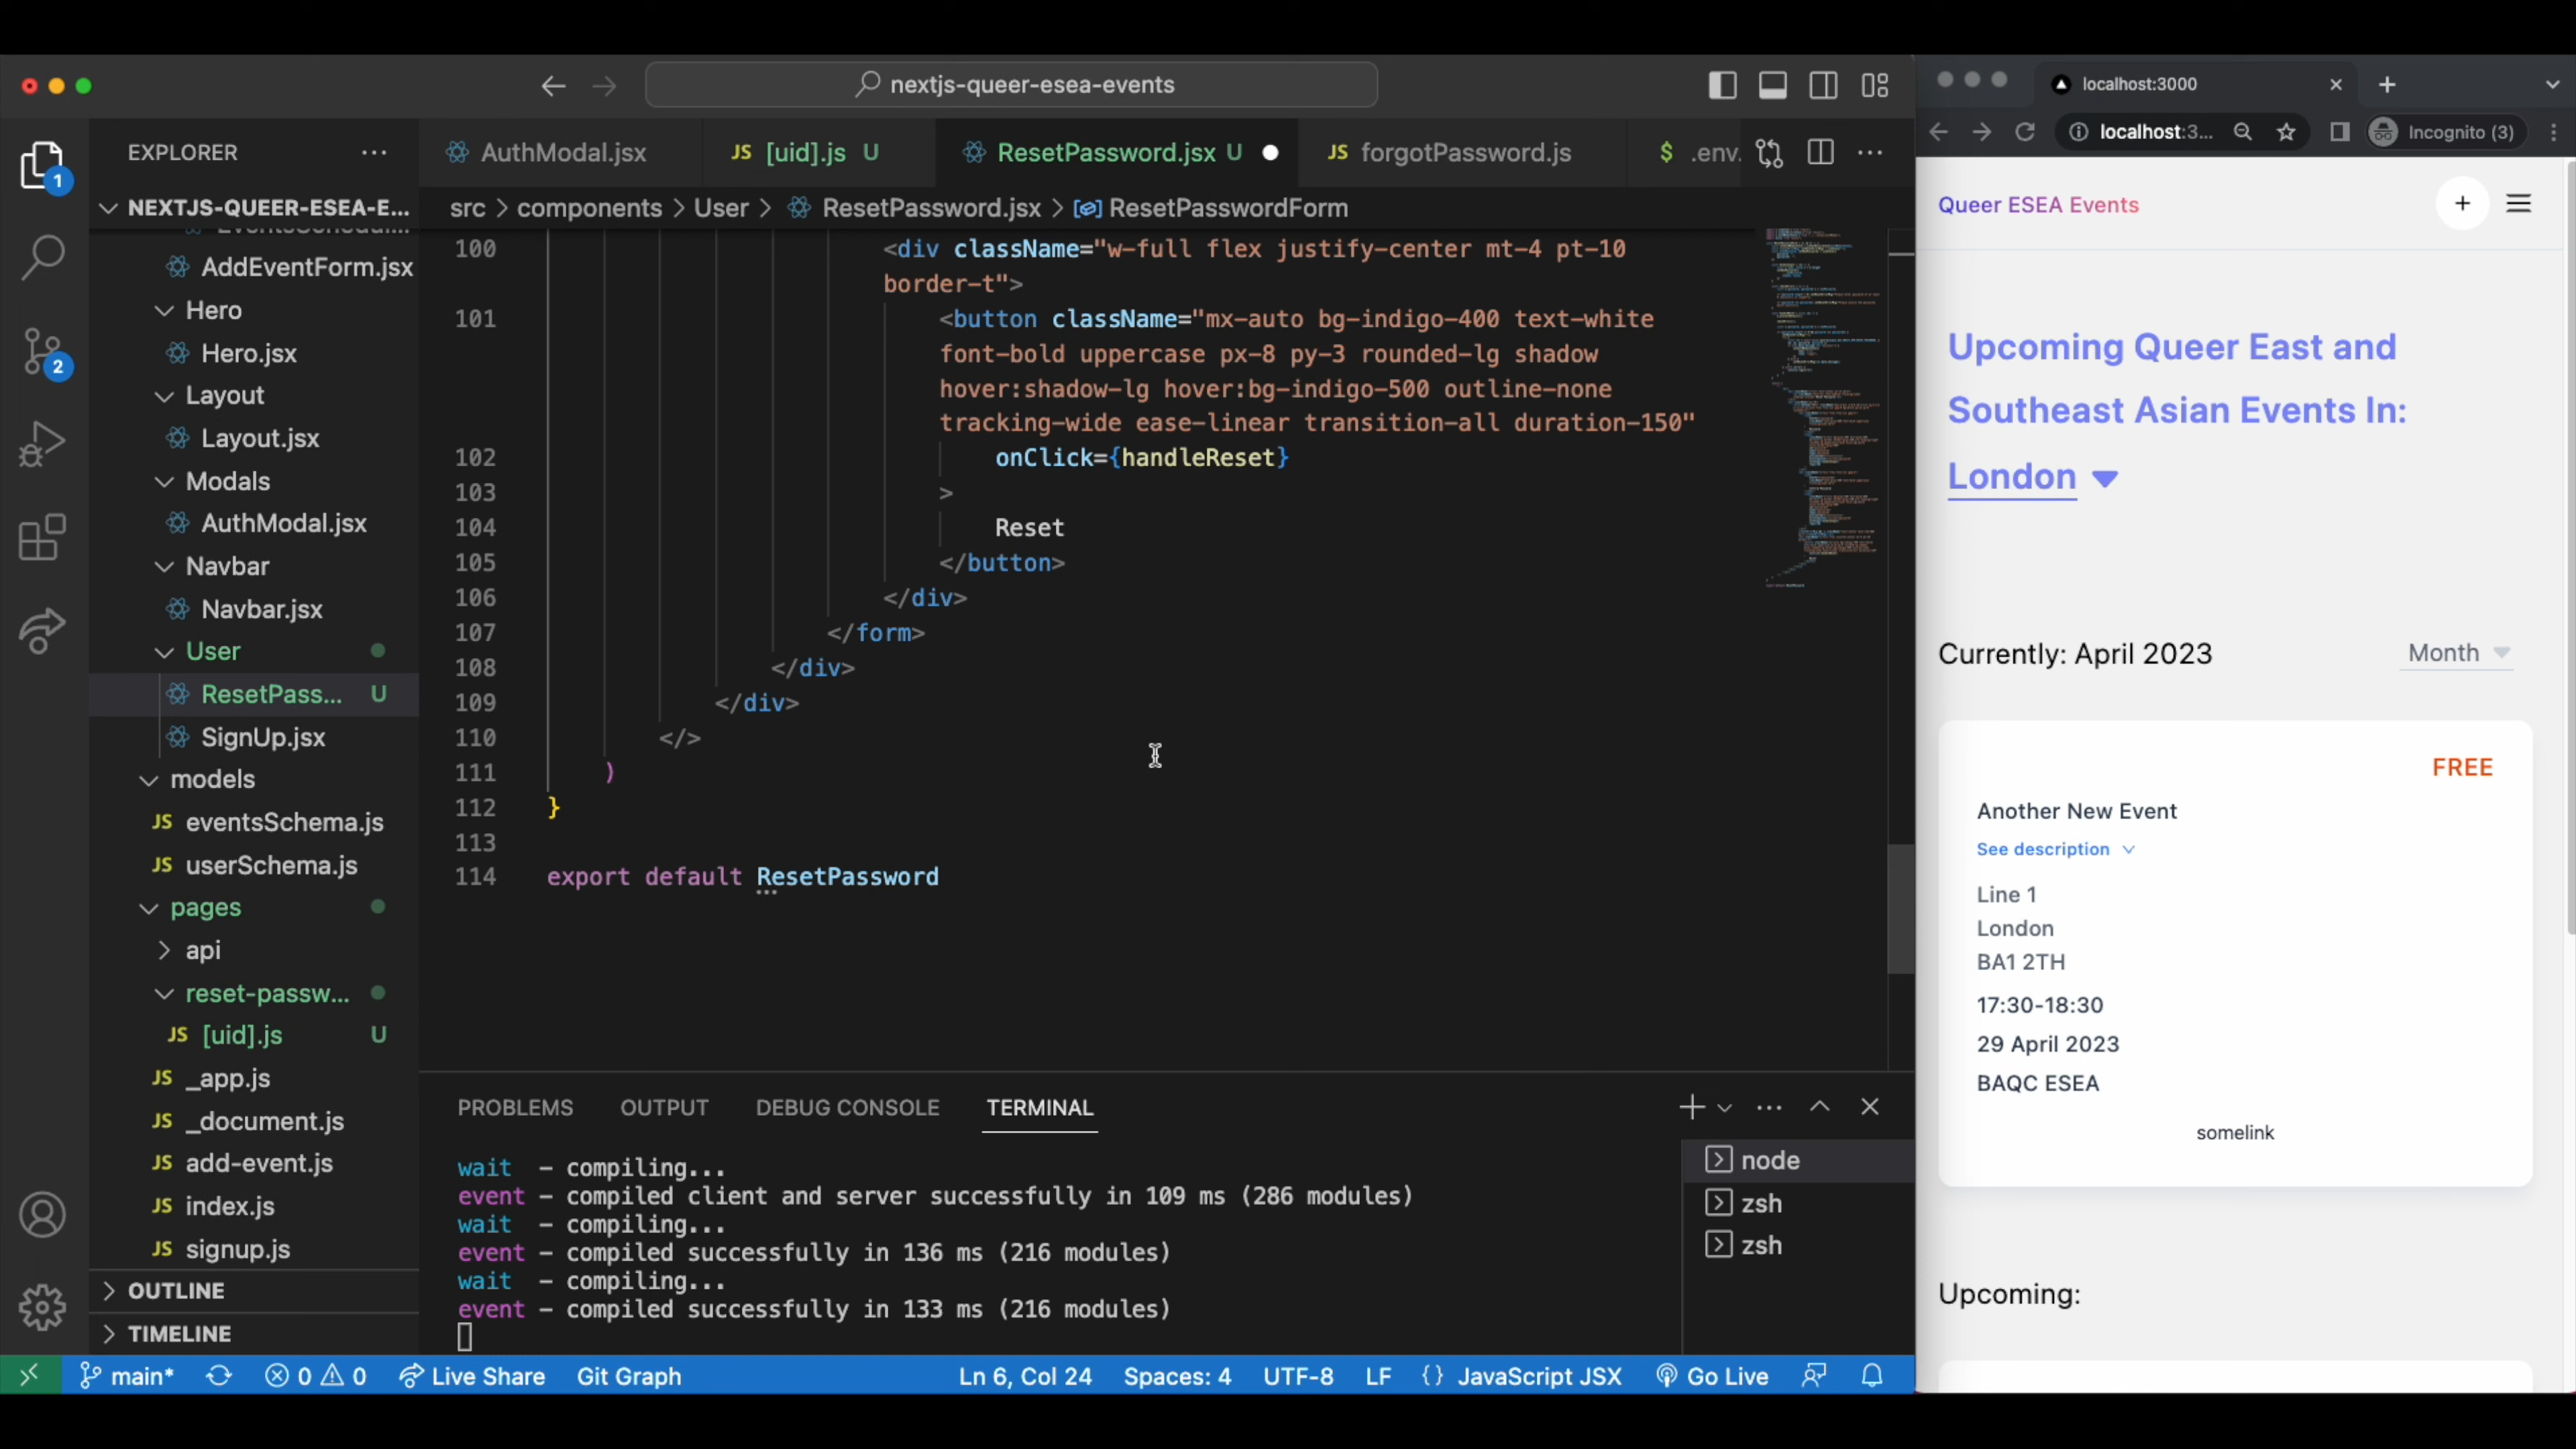 nextjs-queer-esea-events
EXPLORER
AuthModal.jsx
JS [uid].js U
ResetPassword.jsx U
JS forgotPassword.js
$ .env.
NEXTJS-QUEER-ESEA-E...
src > components > User > ResetPassword.jsx > ResetPasswordForm
AddEventForm.jsx
Hero
Hero.jsx
Layout
Layout.jsx
Modals
AuthModal.jsx
Navbar
Navbar.jsx
User
ResetPass... U
SignUp.jsx
models
JS eventsSchema.js
JS userSchema.js
pages
api
reset-passw...
JS [uid].js U
JS _app.js
JS _document.js
JS add-event.js
JS index.js
JS signup.js
OUTLINE
TIMELINE
1
2
100 <div className="w-full flex justify-center mt-4 pt-10
border-t">
101 <button className="mx-auto bg-indigo-400 text-white
font-bold uppercase px-8 py-3 rounded-lg shadow
hover:shadow-lg hover:bg-indigo-500 outline-none
tracking-wide ease-linear transition-all duration-150"
102 onClick={handleReset}
103 >
104 Reset
105 </button>
106 </div>
107 </form>
108 </div>
109 </div>
110 </>
111 )
112 }
113
114 export default ResetPassword
PROBLEMS OUTPUT DEBUG CONSOLE TERMINAL
wait - compiling...
event - compiled client and server successfully in 109 ms (286 modules)
wait - compiling...
event - compiled successfully in 136 ms (216 modules)
wait - compiling...
event - compiled successfully in 133 ms (216 modules)
node
zsh
zsh
main* 0 0 Live Share Git Graph Ln 6, Col 24 Spaces: 4 UTF-8 LF {} JavaScript JSX Go Live
localhost:3000
localhost:3... Incognito (3)
Queer ESEA Events
+
Upcoming Queer East and
Southeast Asian Events In:
London
Currently: April 2023 Month
FREE
Another New Event
See description
Line 1
London
BA1 2TH
17:30-18:30
29 April 2023
BAQC ESEA
somelink
Upcoming: